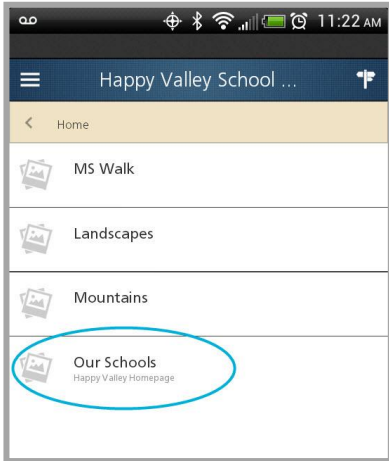 11:22 AM
Happy Valley School ...
Home
MS Walk
Landscapes
Mountains
Our Schools
Happy Valley Homepage